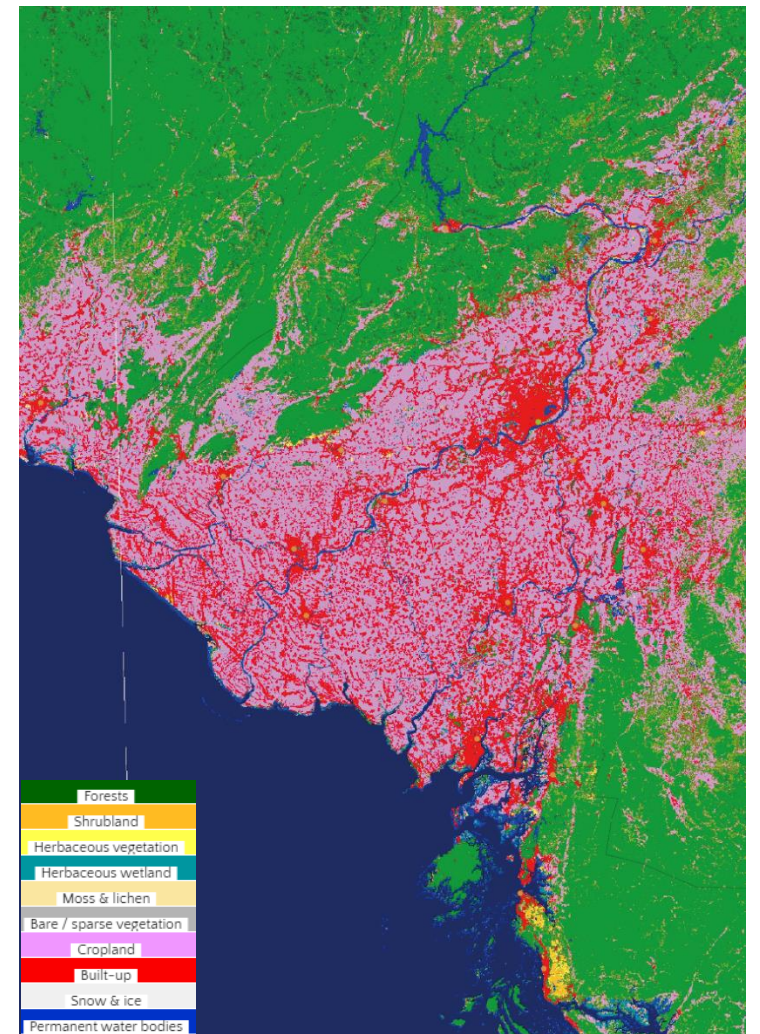 Forests
Shrubland
Herbaceous vegetation
Herbaceous wetland
Moss & lichen
Bare / sparse vegetation
Cropland
Built-up
Snow & ice
Permanent water bodies